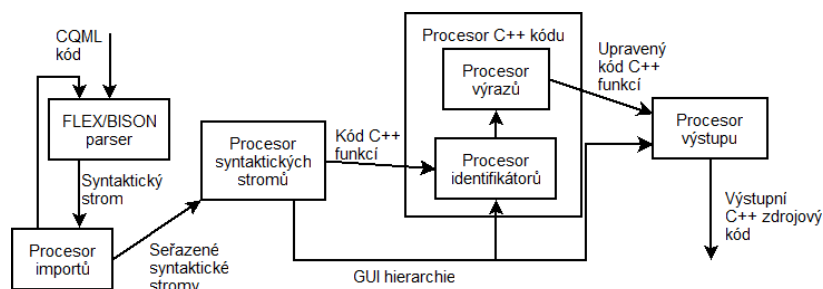 CQML
kód
FLEX/BISON
parser
Syntaktický
strom
Procesor
importů
Seřazené
syntaktické
stromy
Procesor
syntaktických
stromů
Kód C++
funkcí
GUI hierarchie
Procesor C++ kódu
Procesor
výrazů
Procesor
identifikátorů
Upravený
kód C++
funkcí
Procesor
výstupu
Výstupní
C++ zdrojový
kód